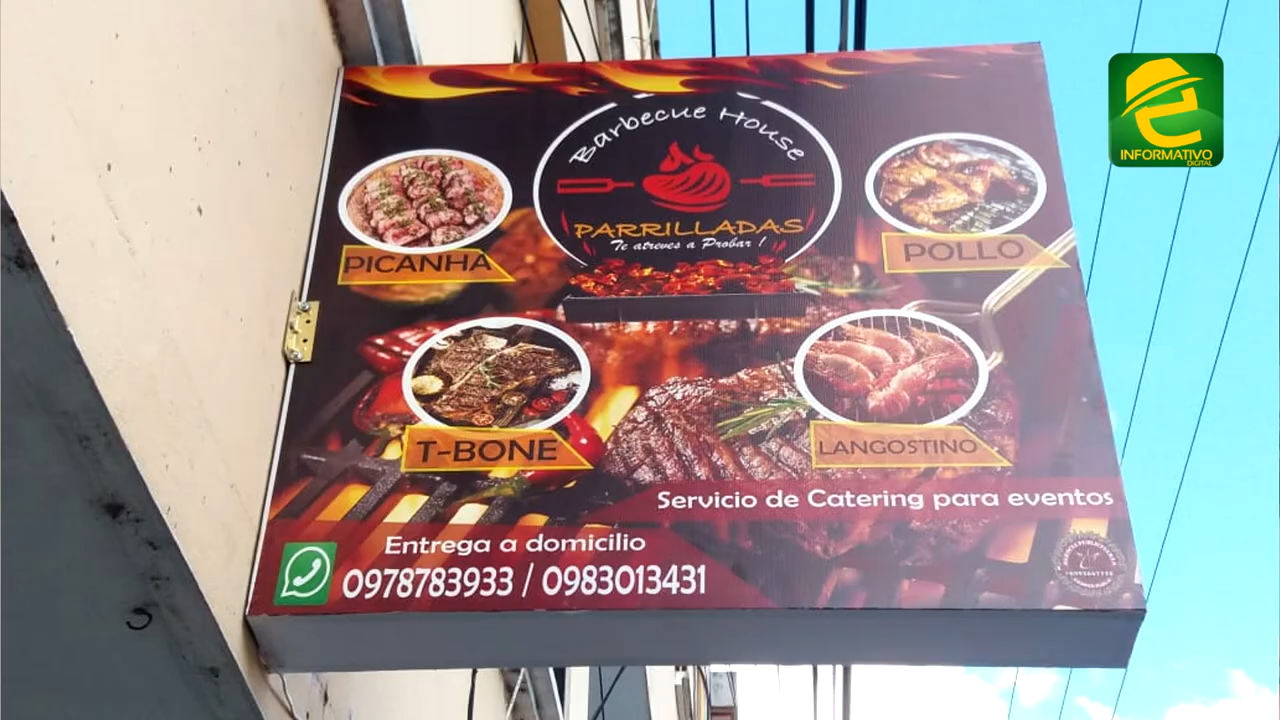 Barbecue House
PARRILLADAS
Te atreves a Probar !
PICANHA
POLLO
T-BONE
LANGOSTINO
Servicio de Catering para eventos
Entrega a domicilio
0978783933 / 0983013431
INFORMATIVO
DIGITAL